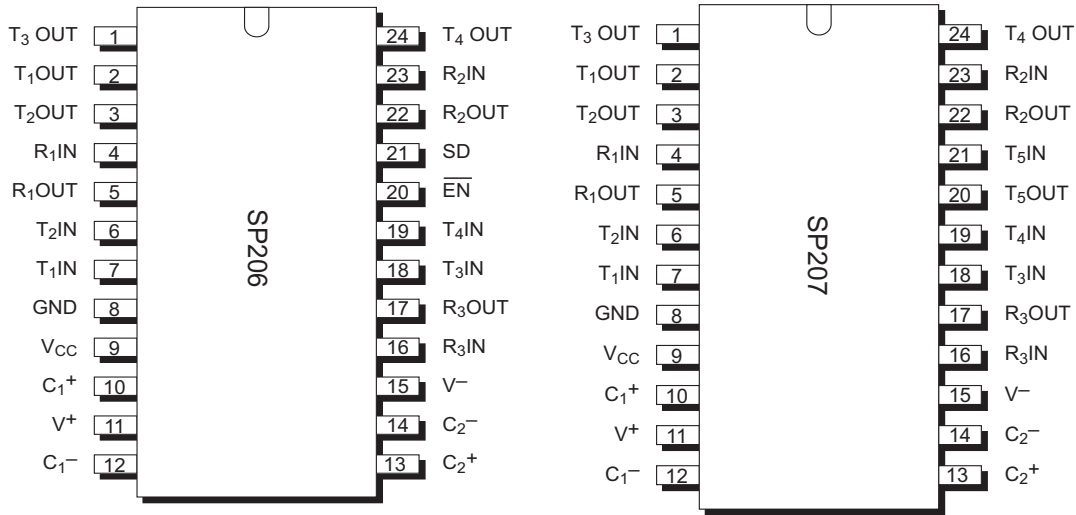 T₃ OUT 1
T₁OUT 2
T₂OUT 3
R₁IN 4
R₁OUT 5
T₂IN 6
T₁IN 7
GND 8
V_CC 9
C₁⁺ 10
V⁺ 11
C₁⁻ 12
SP206
24 T₄ OUT
23 R₂IN
22 R₂OUT
21 SD
20 E̅N̅
19 T₄IN
18 T₃IN
17 R₃OUT
16 R₃IN
15 V⁻
14 C₂⁻
13 C₂⁺
T₃ OUT 1
T₁OUT 2
T₂OUT 3
R₁IN 4
R₁OUT 5
T₂IN 6
T₁IN 7
GND 8
V_CC 9
C₁⁺ 10
V⁺ 11
C₁⁻ 12
SP207
24 T₄ OUT
23 R₂IN
22 R₂OUT
21 T₅IN
20 T₅OUT
19 T₄IN
18 T₃IN
17 R₃OUT
16 R₃IN
15 V⁻
14 C₂⁻
13 C₂⁺